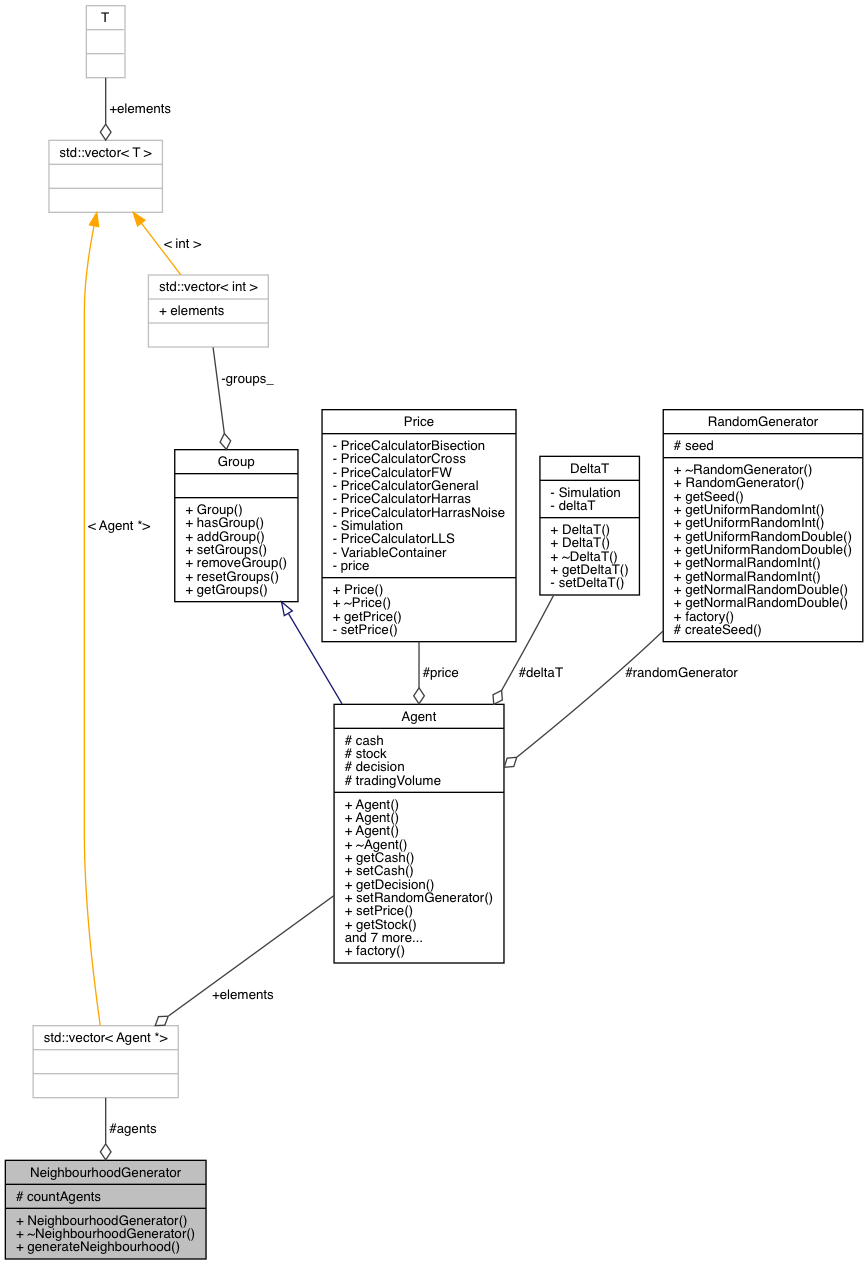 T
+elements
std::vector< T >
< int >
std::vector< int >
+ elements
-groups_
Group
+ Group()
+ hasGroup()
+ addGroup()
+ setGroups()
+ removeGroup()
+ resetGroups()
+ getGroups()
Price
- PriceCalculatorBisection
- PriceCalculatorCross
- PriceCalculatorFW
- PriceCalculatorGeneral
- PriceCalculatorHarras
- PriceCalculatorHarrasNoise
- Simulation
- PriceCalculatorLLS
- VariableContainer
- price
+ Price()
+ ~Price()
+ getPrice()
- setPrice()
DeltaT
- Simulation
- deltaT
+ DeltaT()
+ DeltaT()
+ ~DeltaT()
+ getDeltaT()
- setDeltaT()
RandomGenerator
# seed
+ ~RandomGenerator()
+ RandomGenerator()
+ getSeed()
+ getUniformRandomInt()
+ getUniformRandomInt()
+ getUniformRandomDouble()
+ getUniformRandomDouble()
+ getNormalRandomInt()
+ getNormalRandomInt()
+ getNormalRandomDouble()
+ getNormalRandomDouble()
+ factory()
# createSeed()
< Agent *>
#price
#deltaT
#randomGenerator
Agent
# cash
# stock
# decision
# tradingVolume
+ Agent()
+ Agent()
+ Agent()
+ ~Agent()
+ getCash()
+ setCash()
+ getDecision()
+ setRandomGenerator()
+ setPrice()
+ getStock()
and 7 more...
+ factory()
+elements
std::vector< Agent *>
#agents
NeighbourhoodGenerator
# countAgents
+ NeighbourhoodGenerator()
+ ~NeighbourhoodGenerator()
+ generateNeighbourhood()